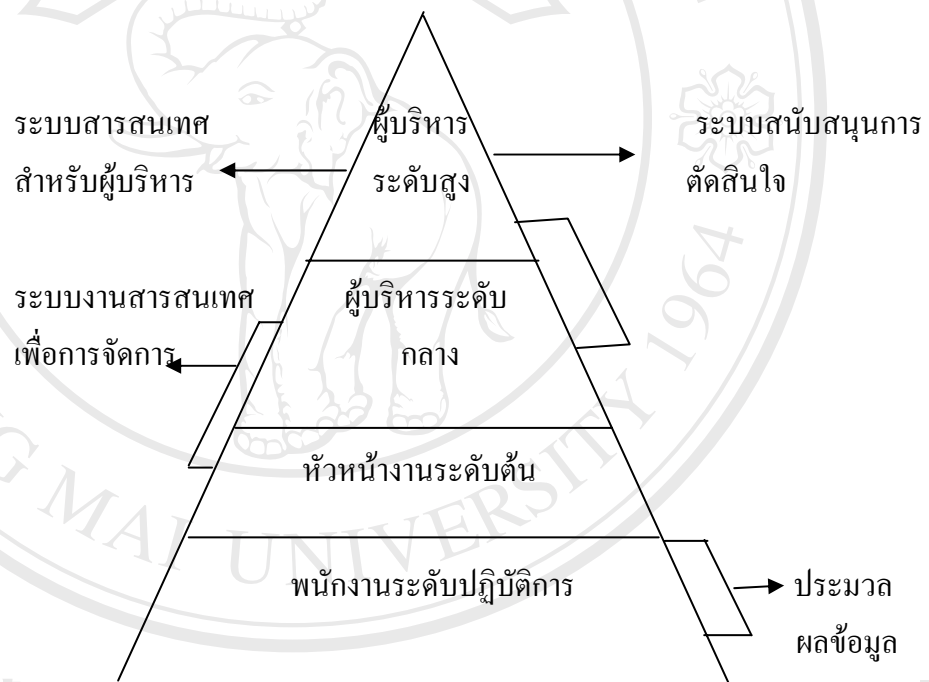 ระบบสารสนเทศ
สำหรับผู้บริหาร
ผู้บริหาร
ระดับสูง
ระบบสนับสนุนการ
ตัดสินใจ
ระบบงานสารสนเทศ
เพื่อการจัดการ
ผู้บริหารระดับ
กลาง
หัวหน้างานระดับต้น
พนักงานระดับปฏิบัติการ
ประมวล
ผลข้อมูล
G MAI UNIVERSITY 1964